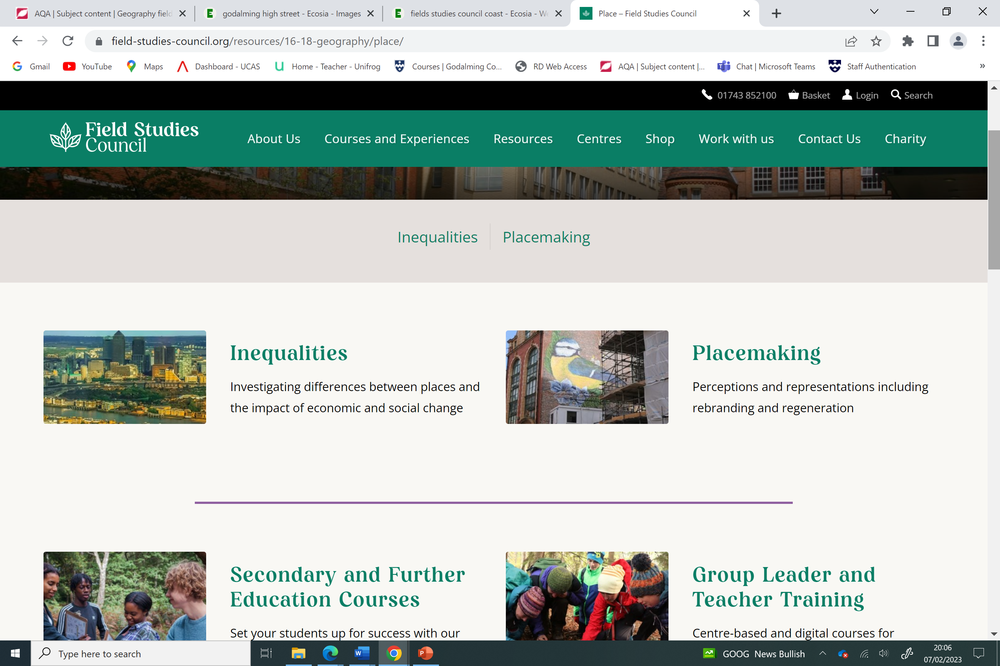 AQA | Subject content | Geography field
godalming high street - Ecosia - Images
fields studies council coast - Ecosia - We
Place – Field Studies Council
field-studies-council.org/resources/16-18-geography/place/
Gmail
YouTube
Maps
Dashboard - UCAS
Home - Teacher - Unifrog
Courses | Godalming Co...
RD Web Access
AQA | Subject content |...
Chat | Microsoft Teams
Staff Authentication
»
01743 852100
Basket
Login
Search
Field Studies
Council
About Us
Courses and Experiences
Resources
Centres
Shop
Work with us
Contact Us
Charity
Inequalities
Placemaking
Inequalities
Investigating differences between places and
the impact of economic and social change
Placemaking
Perceptions and representations including
rebranding and regeneration
Secondary and Further
Education Courses
Set your students up for success with our
Group Leader and
Teacher Training
Centre-based and digital courses for
Type here to search
GOOG News Bullish
20:06
07/02/2023